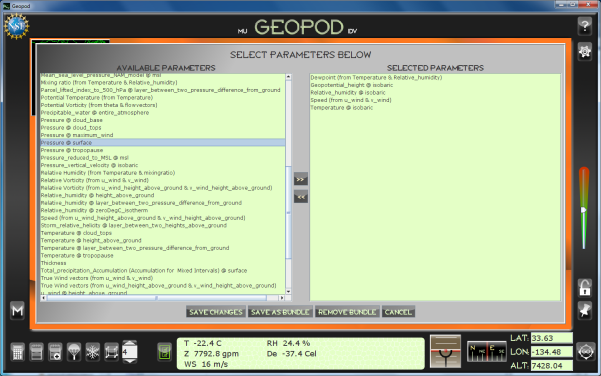 Geopod
NSF
MU GEOPOD IDV
?
SELECT PARAMETERS BELOW
AVAILABLE PARAMETERS
Mean_sea_level_pressure_NAM_model @ msl
Mixing ratio (from Temperature & Relative_humidity)
Parcel_lifted_index_to_500_hPa @ layer_between_two_pressure_difference_from_ground
Potential Temperature (from Temperature)
Potential Vorticity (from theta & flowvectors)
Precipitable_water @ entire_atmosphere
Pressure @ cloud_base
Pressure @ cloud_tops
Pressure @ maximum_wind
Pressure @ surface
Pressure @ tropopause
Pressure_reduced_to_MSL @ msl
Pressure_vertical_velocity @ isobaric
Relative Humidity (from Temperature & mixingratio)
Relative Vorticity (from u_wind & v_wind)
Relative Vorticity (from u_wind_height_above_ground & v_wind_height_above_ground)
Relative_humidity @ height_above_ground
Relative_humidity @ layer_between_two_pressure_difference_from_ground
Relative_humidity @ zeroDegC_isotherm
Speed (from u_wind_height_above_ground & v_wind_height_above_ground)
Storm_relative_helicity @ layer_between_two_heights_above_ground
Temperature @ cloud_tops
Temperature @ height_above_ground
Temperature @ layer_between_two_pressure_difference_from_ground
Temperature @ tropopause
Thickness
Total_precipitation_Accumulation (Accumulation for Mixed Intervals) @ surface
True Wind vectors (from u_wind & v_wind)
True Wind vectors (from u_wind_height_above_ground & v_wind_height_above_ground)
u_wind @ height_above_ground
>>
<<
SELECTED PARAMETERS
Dewpoint (from Temperature & Relative_humidity)
Geopotential_height @ isobaric
Relative_humidity @ isobaric
Speed (from u_wind & v_wind)
Temperature @ isobaric
SAVE CHANGES SAVE AS BUNDLE REMOVE BUNDLE CANCEL
M
4
T -22.4 C RH 24.4 %
Z 7792.8 gpm De -37.4 Cel
WS 16 m/s
N NE E
LAT: 33.63
LON: -134.48
ALT: 7428.04